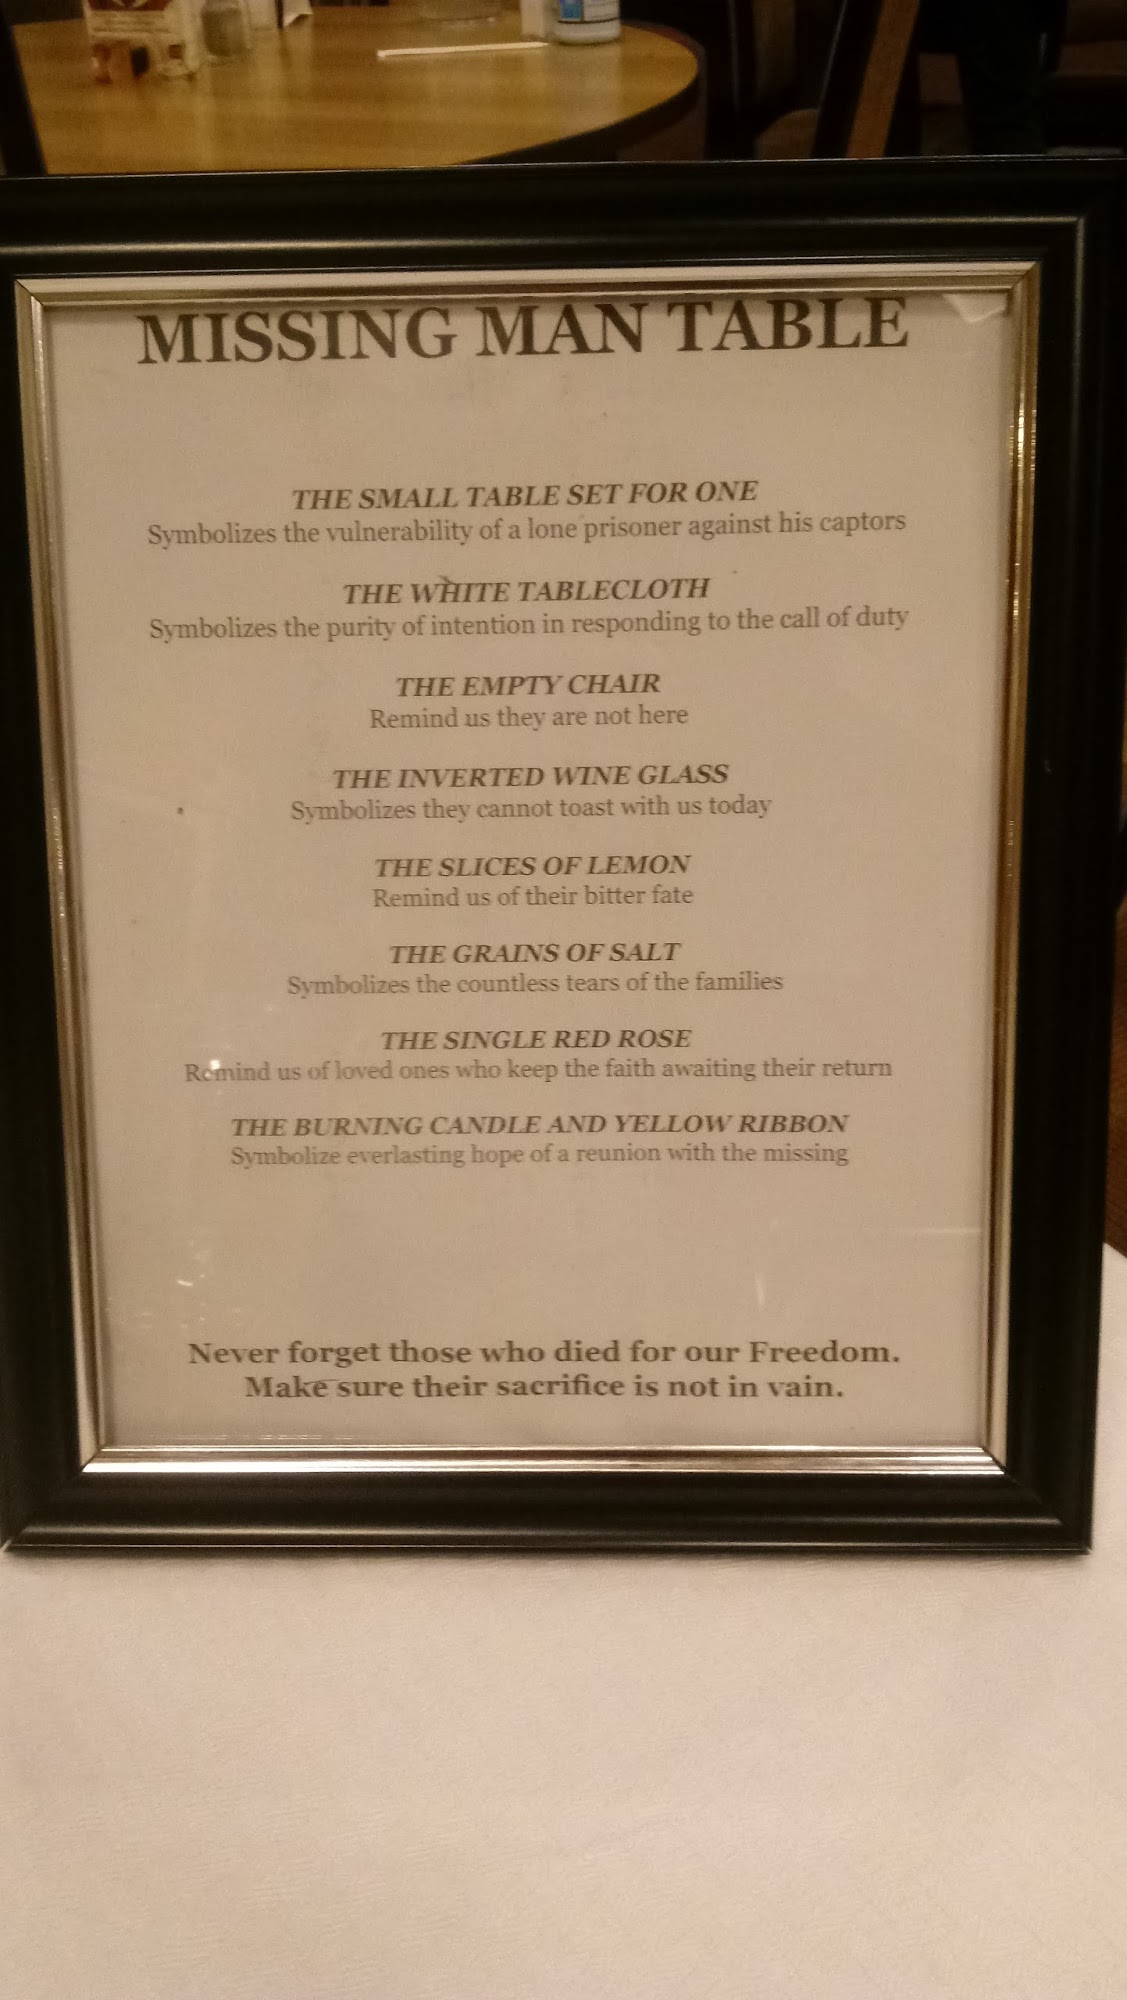 MISSING MAN TABLE
THE SMALL TABLE SET FOR ONE
Symbolizes the vulnerability of a lone prisoner against his captors
THE WHITE TABLECLOTH
Symbolizes the purity of intention in responding to the call of duty
THE EMPTY CHAIR
Remind us they are not here
THE INVERTED WINE GLASS
Symbolizes they cannot toast with us today
THE SLICES OF LEMON
Remind us of their bitter fate
THE GRAINS OF SALT
Symbolizes the countless tears of the families
THE SINGLE RED ROSE
Remind us of loved ones who keep the faith awaiting their return
THE BURNING CANDLE AND YELLOW RIBBON
Symbolize everlasting hope of a reunion with the missing
Never forget those who died for our Freedom.
Make sure their sacrifice is not in vain.